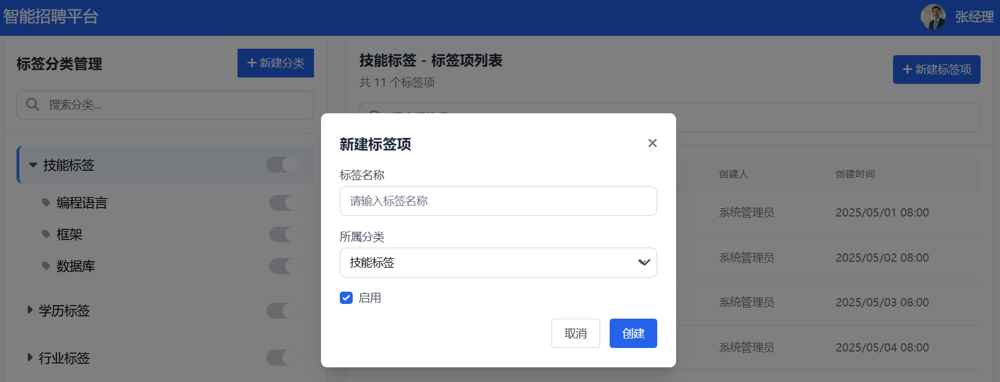 智能招聘平台
张经理
标签分类管理
新建分类
搜索分类...
技能标签
编程语言
框架
数据库
学历标签
行业标签
技能标签 - 标签项列表
共 11 个标签项
新建标签项
创建人 创建时间
系统管理员 2025/05/01 08:00
系统管理员 2025/05/02 08:00
系统管理员 2025/05/03 08:00
系统管理员 2025/05/04 08:00
新建标签项
标签名称
请输入标签名称
所属分类
技能标签
启用
取消 创建